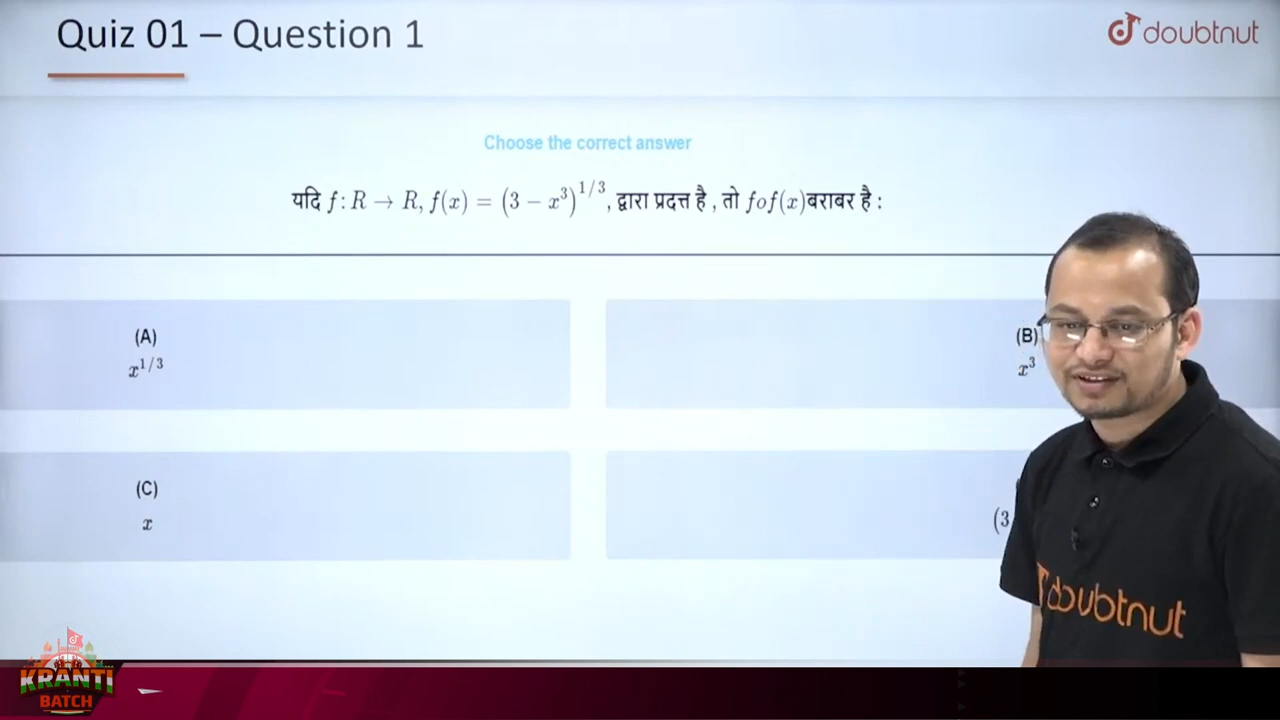 Quiz 01 – Question 1
doubtnut
Choose the correct answer
यदि f : R → R, f(x) = (3 − x³)^{1/3}, द्वारा प्रदत्त है , तो fof(x)बराबर है :
(A)
x^{1/3}
(B)
x³
(C)
x
(3
doubtnut
KRANTI
BATCH